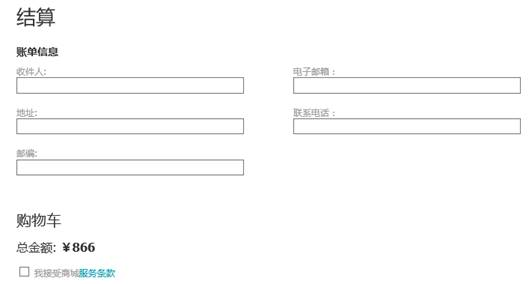 结算
账单信息
收件人:
电子邮箱：
地址:
联系电话：
邮编:
购物车
总金额: ￥866
我接受商城服务条款